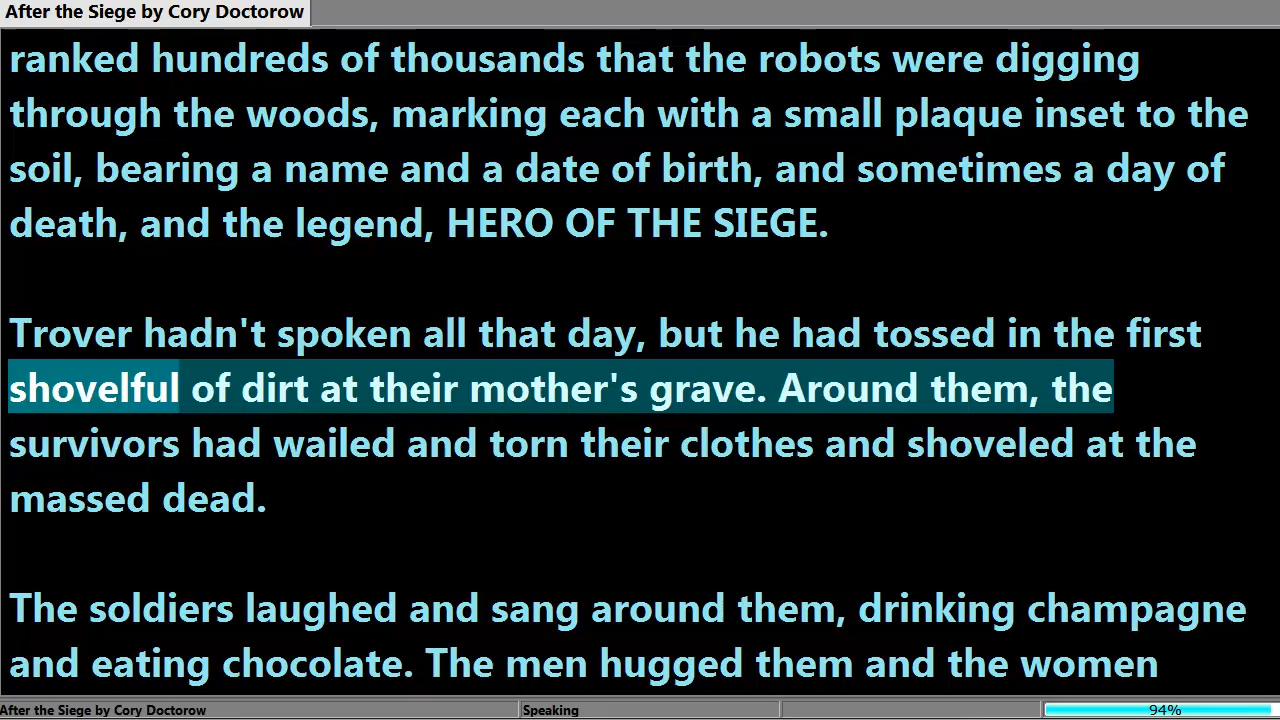 After the Siege by Cory Doctorow
ranked hundreds of thousands that the robots were digging
through the woods, marking each with a small plaque inset to the
soil, bearing a name and a date of birth, and sometimes a day of
death, and the legend, HERO OF THE SIEGE.
Trover hadn't spoken all that day, but he had tossed in the first
shovelful of dirt at their mother's grave. Around them, the
survivors had wailed and torn their clothes and shoveled at the
massed dead.
The soldiers laughed and sang around them, drinking champagne
and eating chocolate. The men hugged them and the women
After the Siege by Cory Doctorow
Speaking
94%